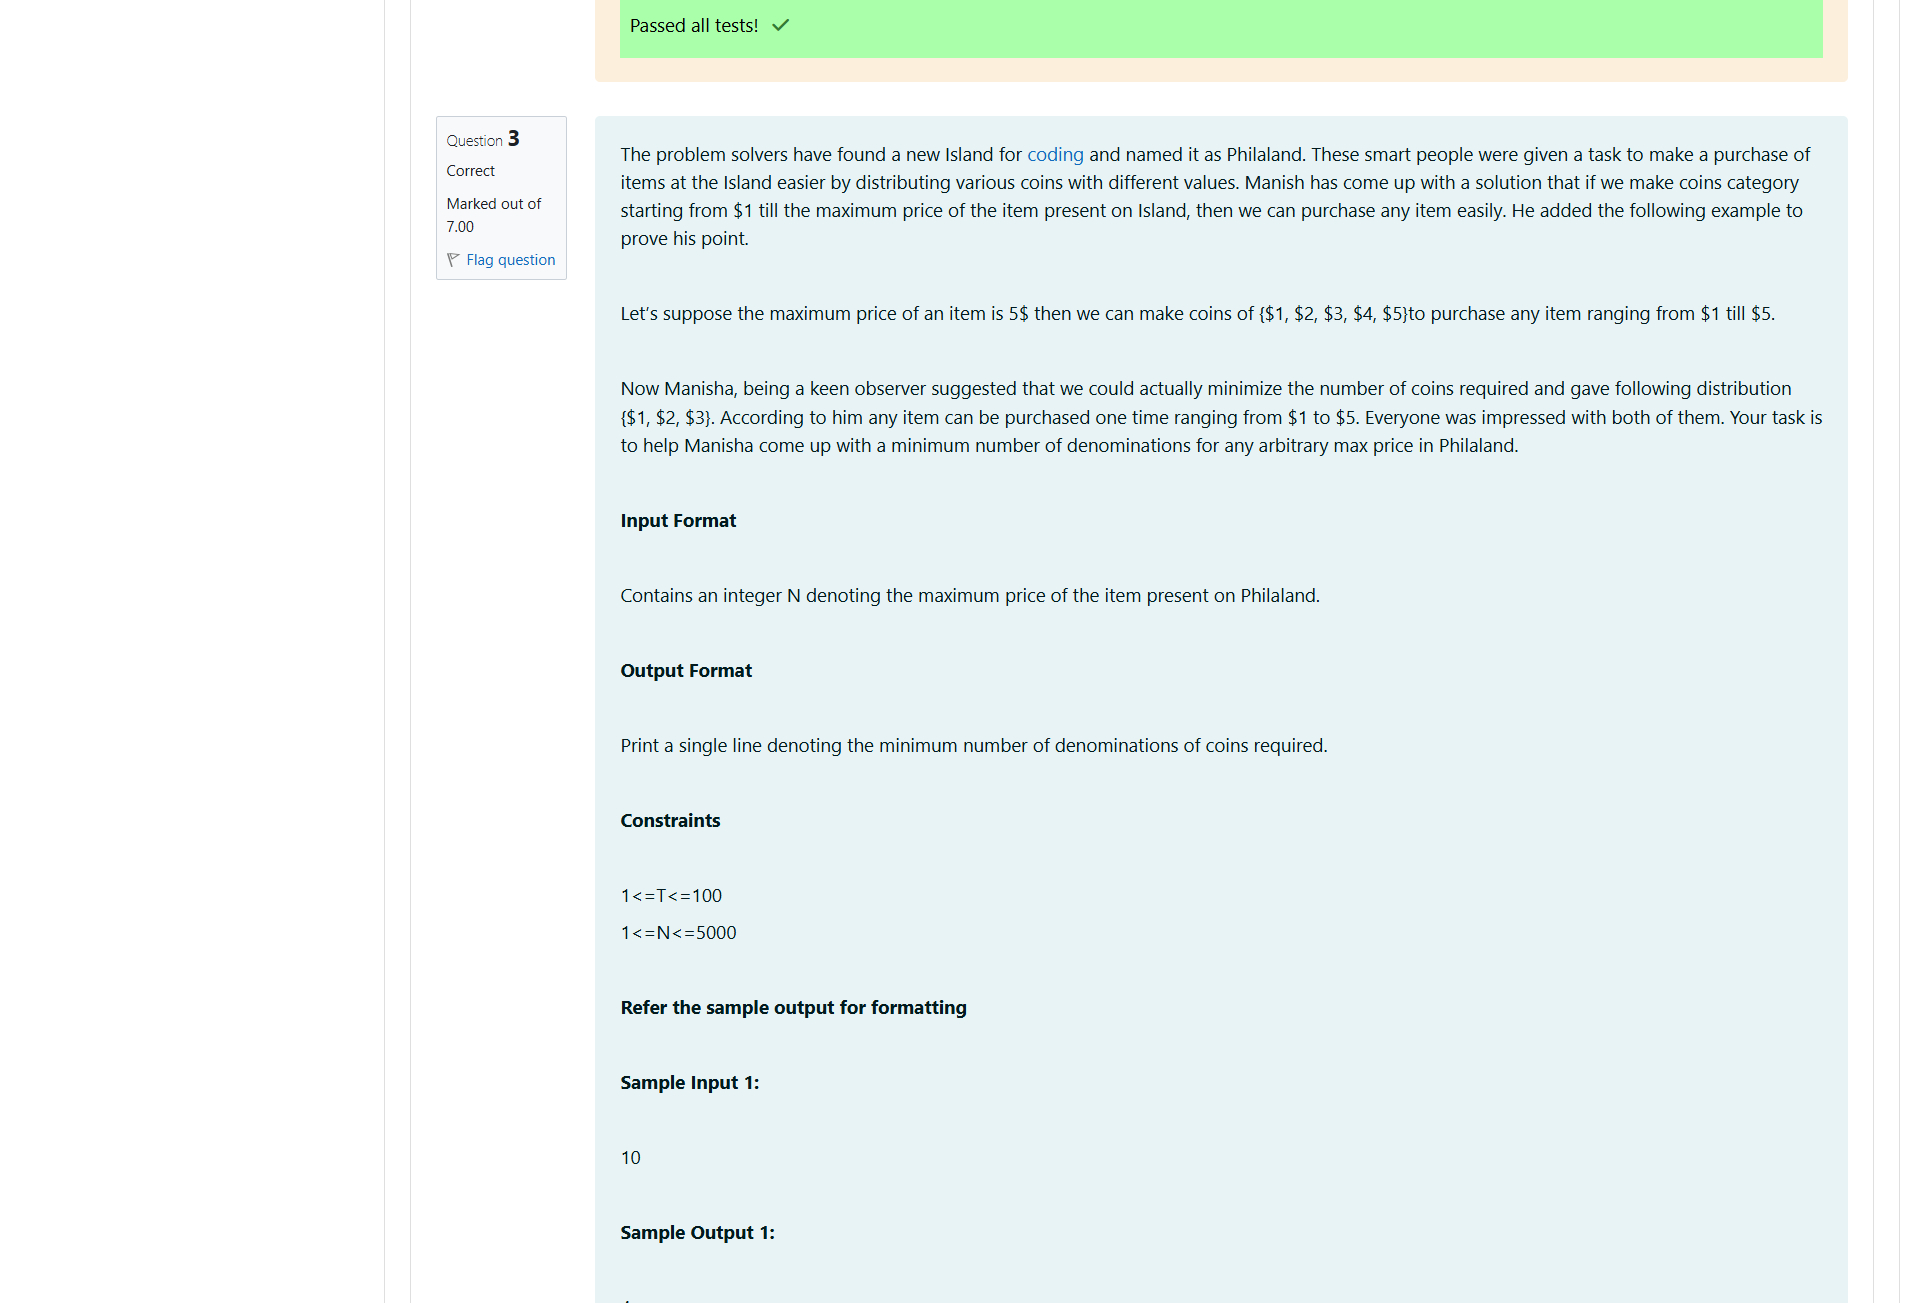 Passed all tests!
Question 3
Correct
Marked out of
7.00
Flag question
The problem solvers have found a new Island for coding and named it as Philaland. These smart people were given a task to make a purchase of
items at the Island easier by distributing various coins with different values. Manish has come up with a solution that if we make coins category
starting from $1 till the maximum price of the item present on Island, then we can purchase any item easily. He added the following example to
prove his point.
Let's suppose the maximum price of an item is 5$ then we can make coins of {$1, $2, $3, $4, $5}to purchase any item ranging from $1 till $5.
Now Manisha, being a keen observer suggested that we could actually minimize the number of coins required and gave following distribution
{$1, $2, $3}. According to him any item can be purchased one time ranging from $1 to $5. Everyone was impressed with both of them. Your task is
to help Manisha come up with a minimum number of denominations for any arbitrary max price in Philaland.
Input Format
Contains an integer N denoting the maximum price of the item present on Philaland.
Output Format
Print a single line denoting the minimum number of denominations of coins required.
Constraints
1<=T<=100
1<=N<=5000
Refer the sample output for formatting
Sample Input 1:
10
Sample Output 1: